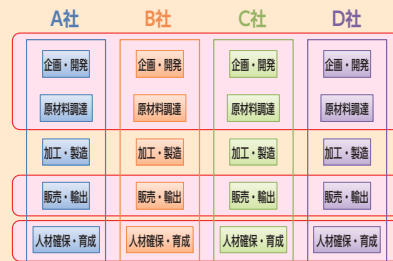 A社 B社 C社 D社
企画・開発 企画・開発 企画・開発 企画・開発
原材料調達 原材料調達 原材料調達 原材料調達
加工・製造 加工・製造 加工・製造 加工・製造
販売・輸出 販売・輸出 販売・輸出 販売・輸出
人材確保・育成 人材確保・育成 人材確保・育成 人材確保・育成